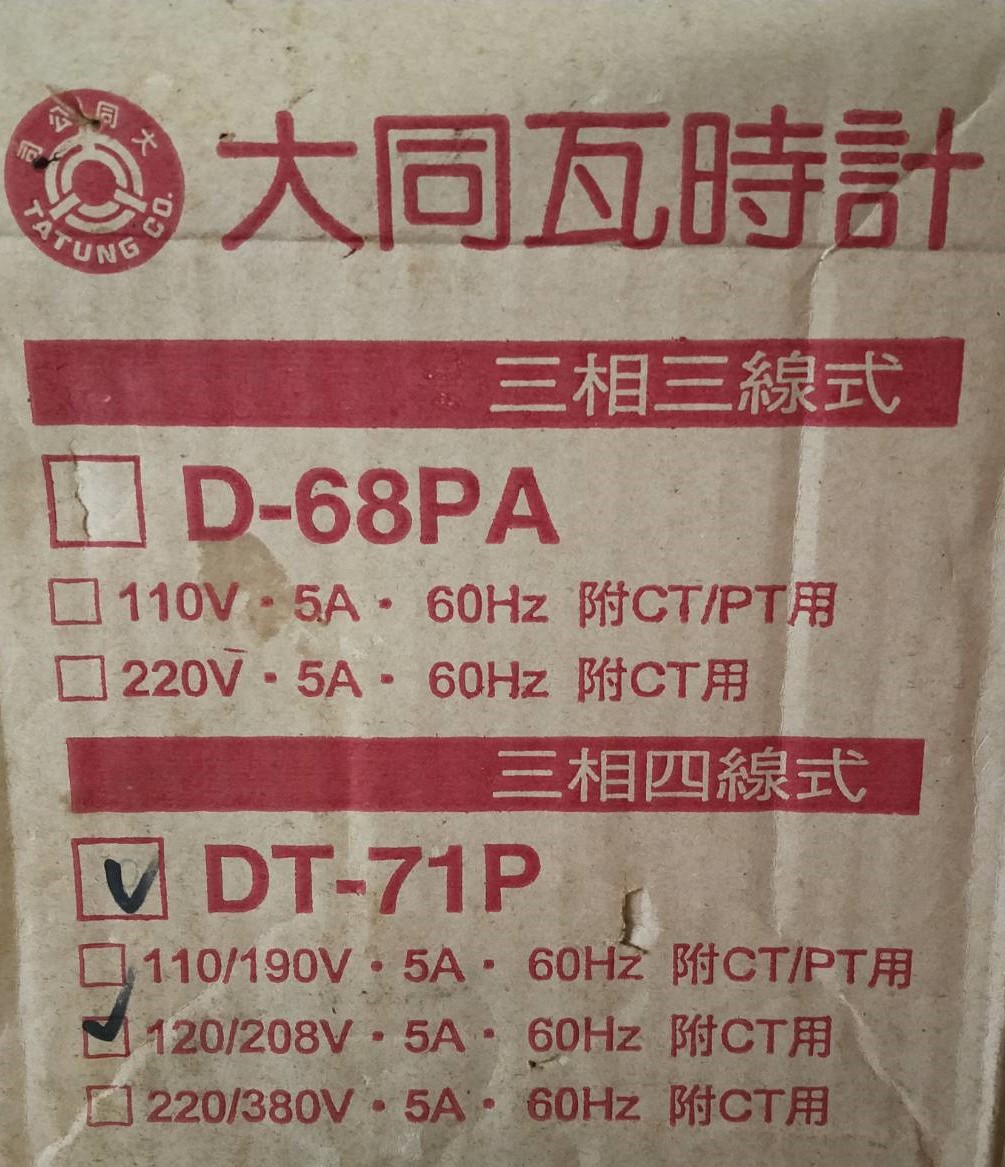 大同公司
TATUNG CO.
大同瓦時計
三相三線式
D-68PA
110V・5A・ 60Hz 附CT/PT用
220V・5A・ 60Hz 附CT用
三相四線式
V DT-71P
110/190V・5A・ 60Hz 附CT/PT用
✓ 120/208V・5A・ 60Hz 附CT用
220/380V・5A・ 60Hz 附CT用